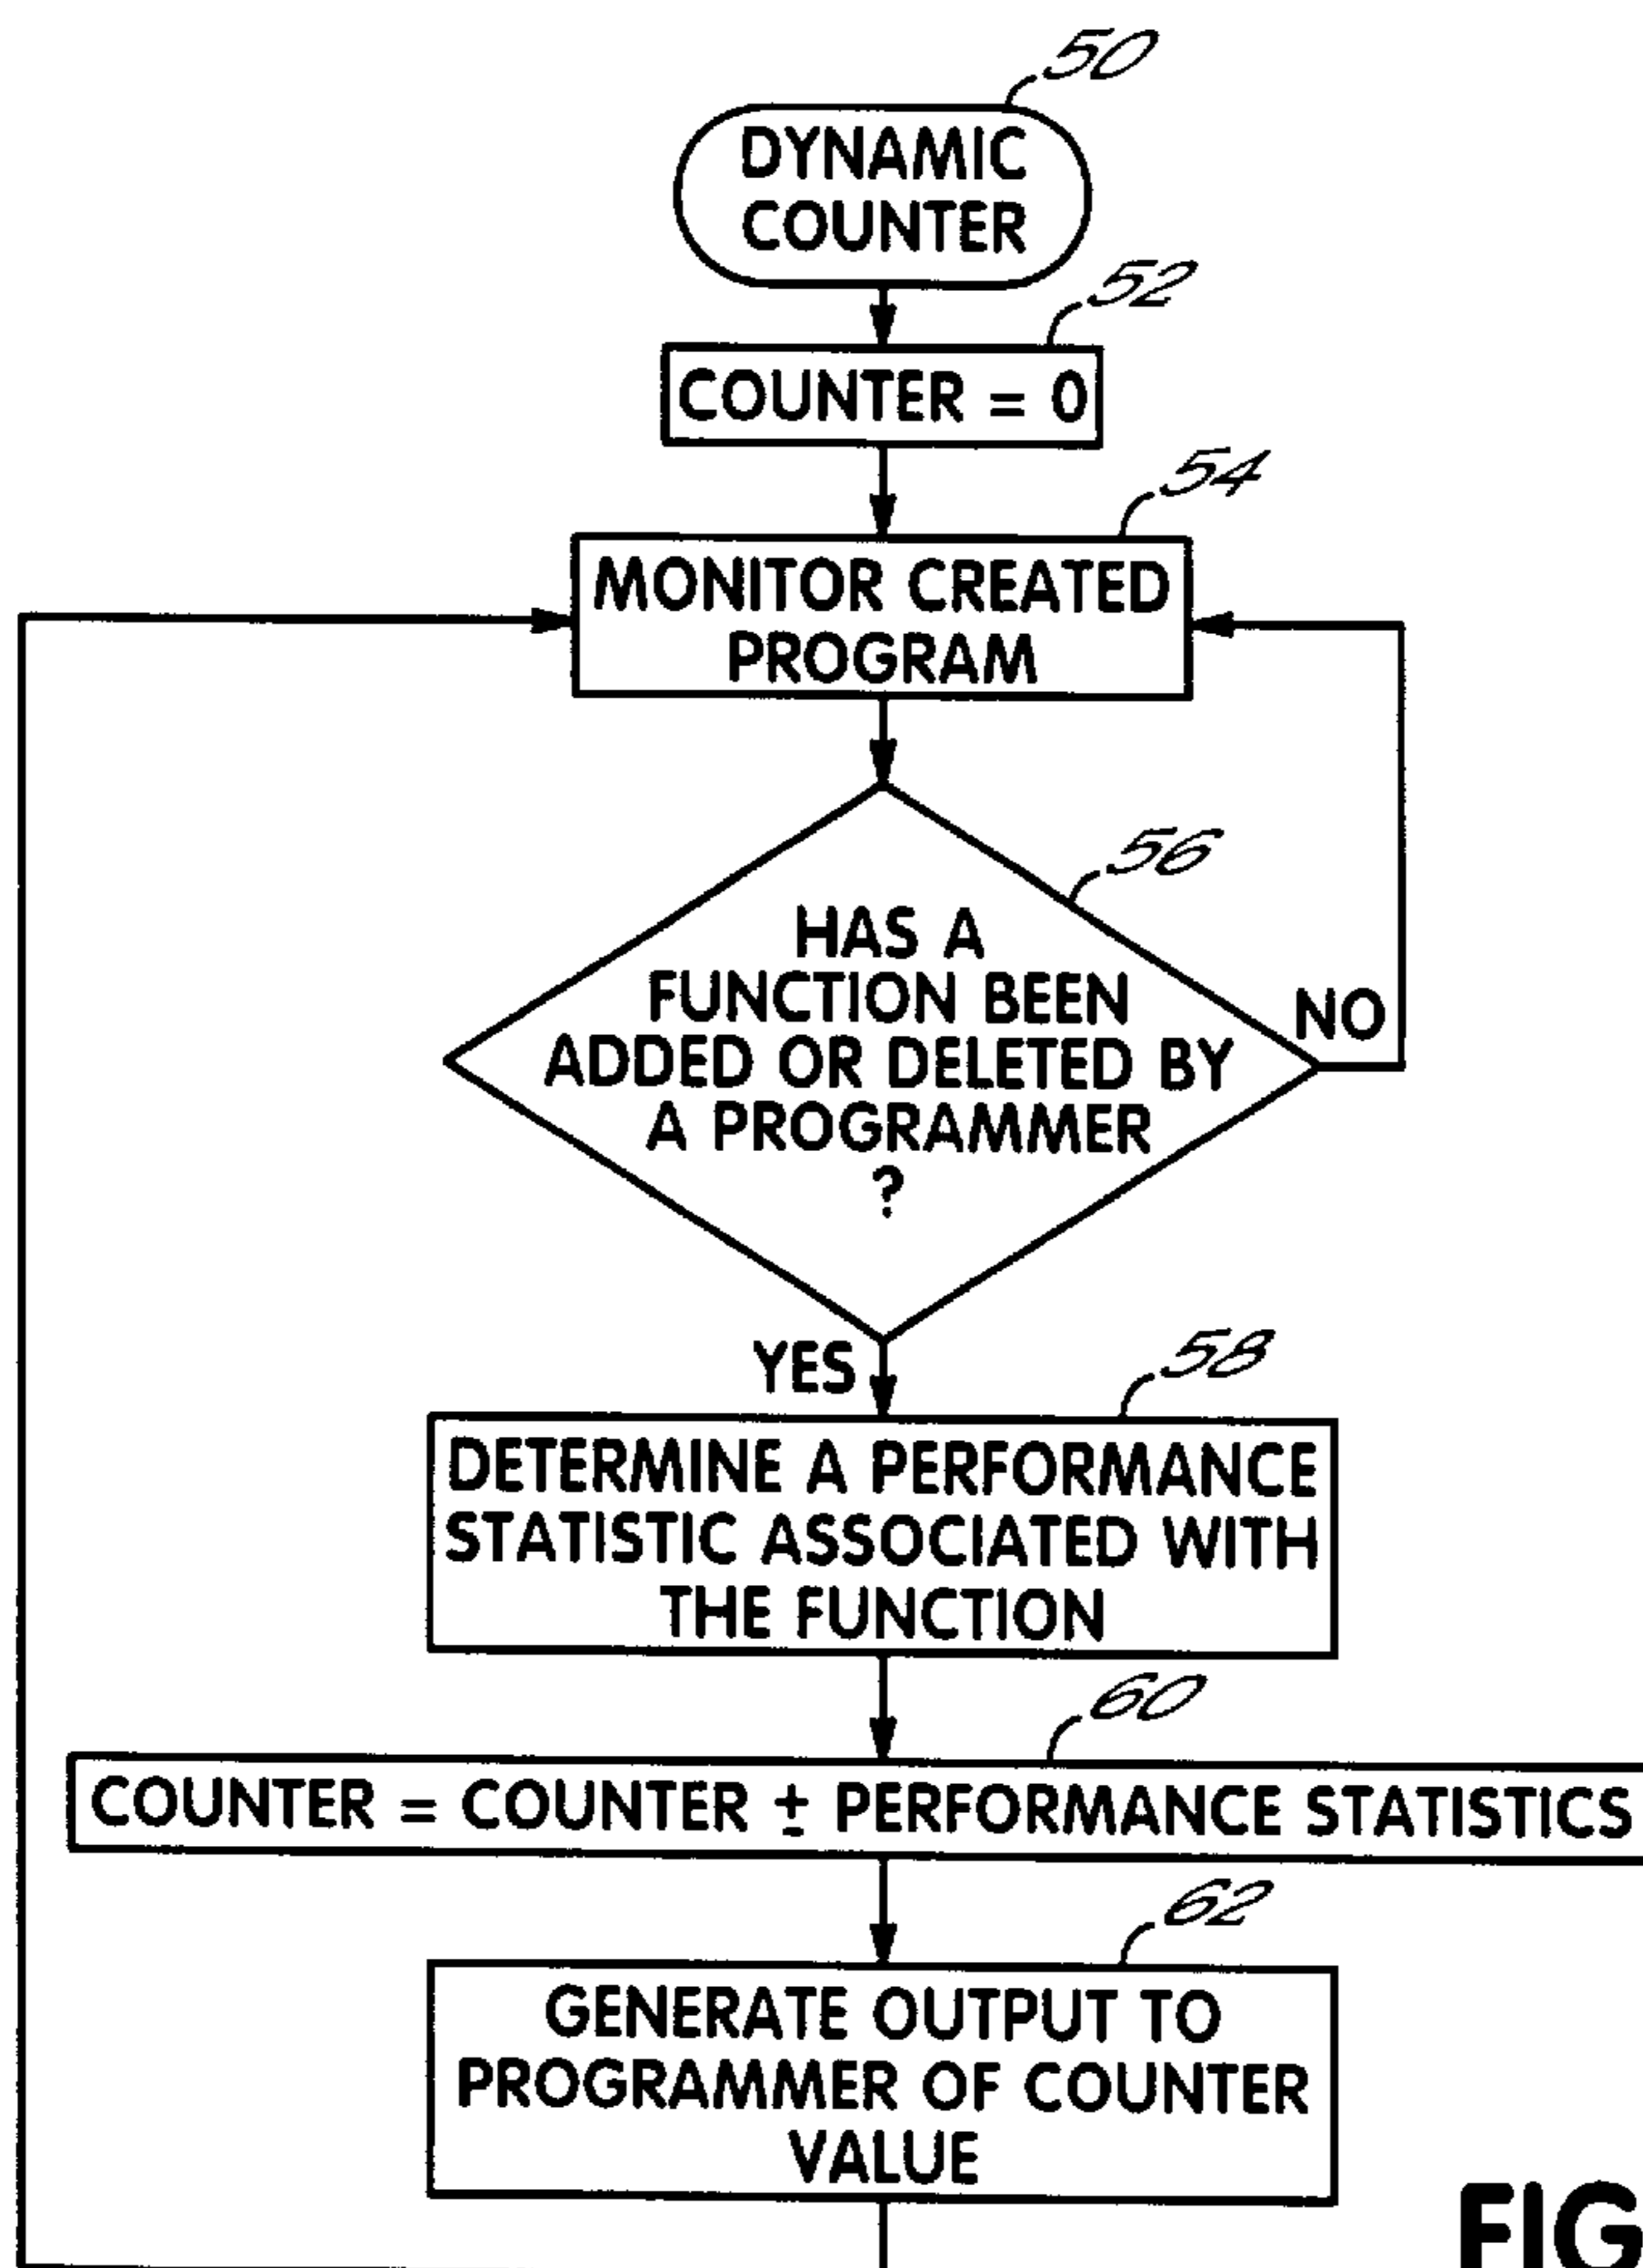 50
DYNAMIC
COUNTER
52
COUNTER = 0
54
MONITOR CREATED
PROGRAM
56
HAS A
FUNCTION BEEN
ADDED OR DELETED BY
A PROGRAMMER
?
NO
YES
58
DETERMINE A PERFORMANCE
STATISTIC ASSOCIATED WITH
THE FUNCTION
60
COUNTER = COUNTER ± PERFORMANCE STATISTICS
62
GENERATE OUTPUT TO
PROGRAMMER OF COUNTER
VALUE
FIG